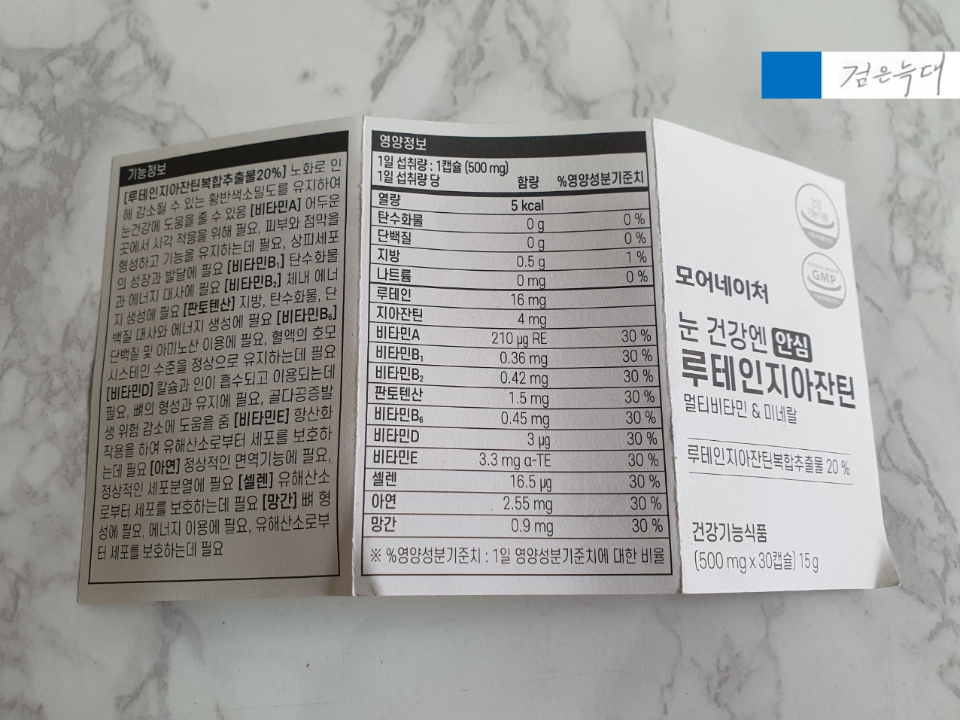 검은늑대
기능정보
[루테인지아잔틴복합추출물20%] 노화로 인
해 감소될 수 있는 황반색소밀도를 유지하여
눈건강에 도움을 줄 수 있음 [비타민A] 어두운
곳에서 시각 적응을 위해 필요, 피부와 점막을
형성하고 기능을 유지하는데 필요, 상피세포
의 성장과 발달에 필요 [비타민B₁] 탄수화물
과 에너지 대사에 필요 [비타민B₂] 체내 에너
지 생성에 필요 [판토텐산] 지방, 탄수화물, 단
백질 대사와 에너지 생성에 필요 [비타민B₆]
단백질 및 아미노산 이용에 필요, 혈액의 호모
시스테인 수준을 정상으로 유지하는데 필요
[비타민D] 칼슘과 인이 흡수되고 이용되는데
필요, 뼈의 형성과 유지에 필요, 골다공증발
생 위험 감소에 도움을 줌 [비타민E] 항산화
작용을 하여 유해산소로부터 세포를 보호하
는데 필요 [아연] 정상적인 면역기능에 필요,
정상적인 세포분열에 필요 [셀렌] 유해산소
로부터 세포를 보호하는데 필요 [망간] 뼈 형
성에 필요, 에너지 이용에 필요, 유해산소로부
터 세포를 보호하는데 필요
영양정보
1일 섭취량 : 1캡슐 (500 mg)
1일 섭취량 당 함량 %영양성분기준치
열량 5 kcal
탄수화물 0 g 0 %
단백질 0 g 0 %
지방 0.5 g 1 %
나트륨 0 mg 0 %
루테인 16 mg
지아잔틴 4 mg
비타민A 210 μg RE 30 %
비타민B₁ 0.36 mg 30 %
비타민B₂ 0.42 mg 30 %
판토텐산 1.5 mg 30 %
비타민B₆ 0.45 mg 30 %
비타민D 3 μg 30 %
비타민E 3.3 mg α-TE 30 %
셀렌 16.5 μg 30 %
아연 2.55 mg 30 %
망간 0.9 mg 30 %
※ %영양성분기준치 : 1일 영양성분기준치에 대한 비율
GMP
모어네이처
눈 건강엔 안심
루테인지아잔틴
멀티비타민 & 미네랄
루테인지아잔틴복합추출물 20 %
건강기능식품
(500 mg x 30캡슐) 15 g